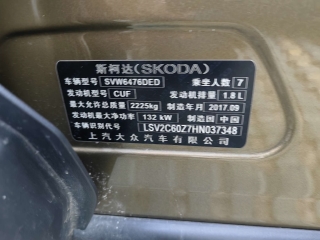 斯柯达(SKODA)
车辆型号 SVW6476DED 乘坐人数 7
发动机型号 CUF 发动机排量 1.8 L
最大允许总质量 2225kg 制造年月 2017.09
发动机最大净功率 132 kW 制造国 中国
车辆识别代号 LSV2C60Z7HN037348
上汽大众汽车有限公司